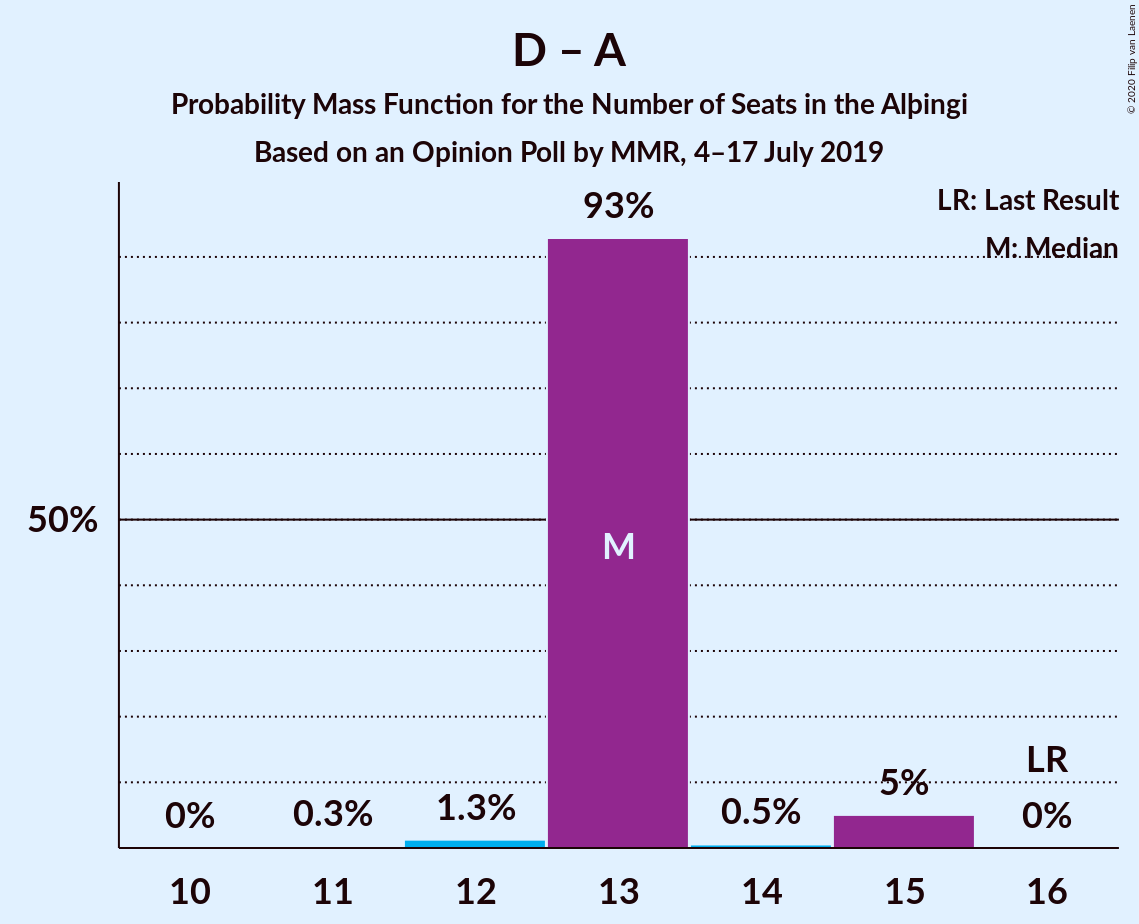 D – A
Probability Mass Function for the Number of Seats in the Alþingi
Based on an Opinion Poll by MMR, 4–17 July 2019
© 2020 Filip van Laenen
LR: Last Result
M: Median
93%
50%
M
LR
0%
0.3%
1.3%
0.5%
5%
0%
10
11
12
13
14
15
16